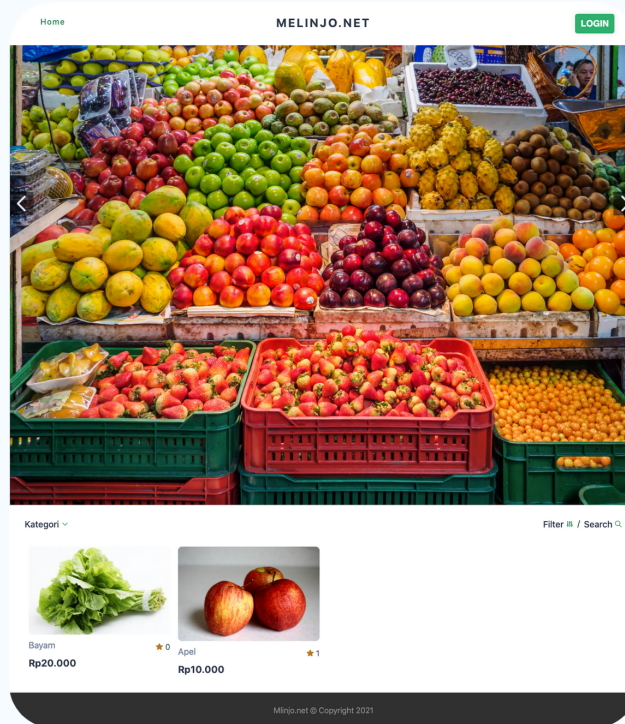 Home
MELINJO.NET
LOGIN
Kategori
Filter / Search
Bayam
0
Rp20.000
Apel
1
Rp10.000
Mlinjo.net © Copyright 2021